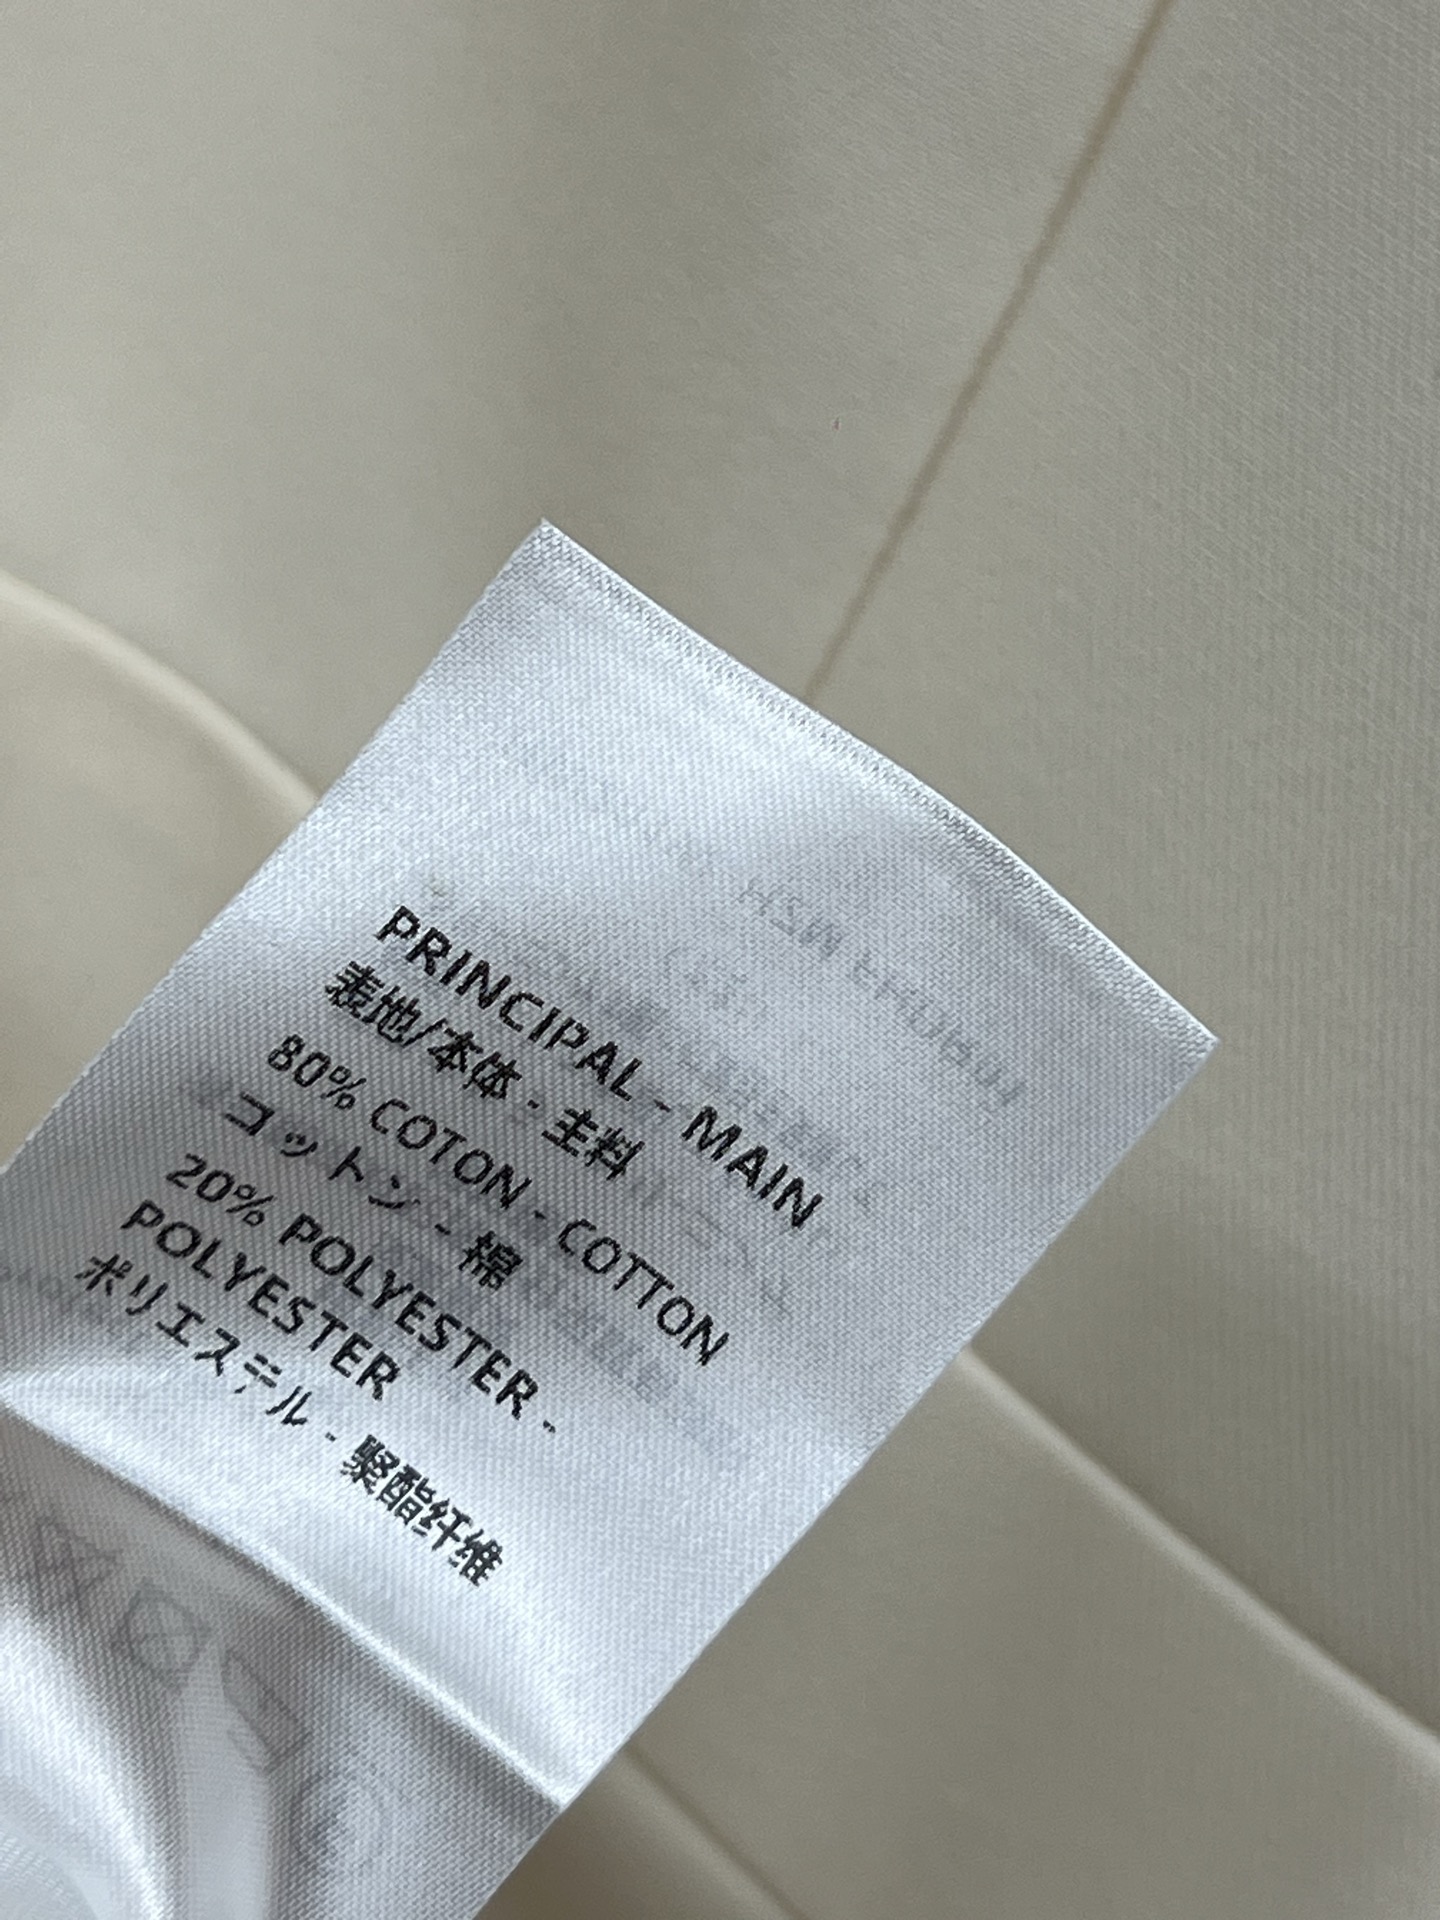 PRINCIPAL - MAIN
表地/本体 - 主料
80% COTON - COTTON
コットン - 棉
20% POLYESTER -
POLYESTER
ポリエステル - 聚酯纤维